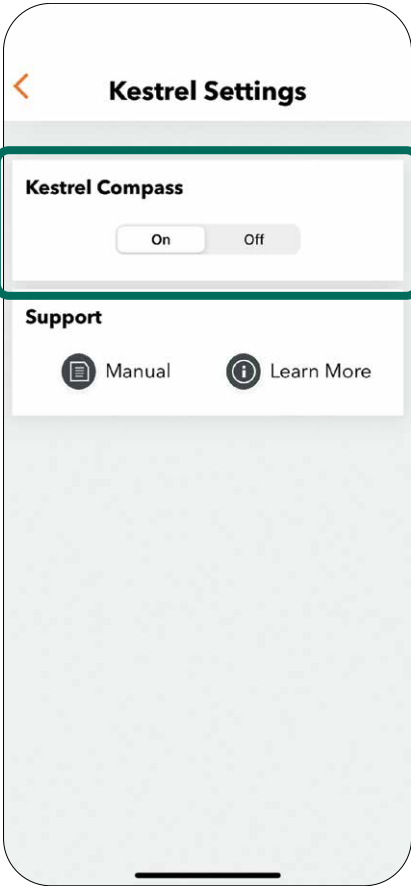 Kestrel Settings
Kestrel Compass
On Off
Support
Manual Learn More